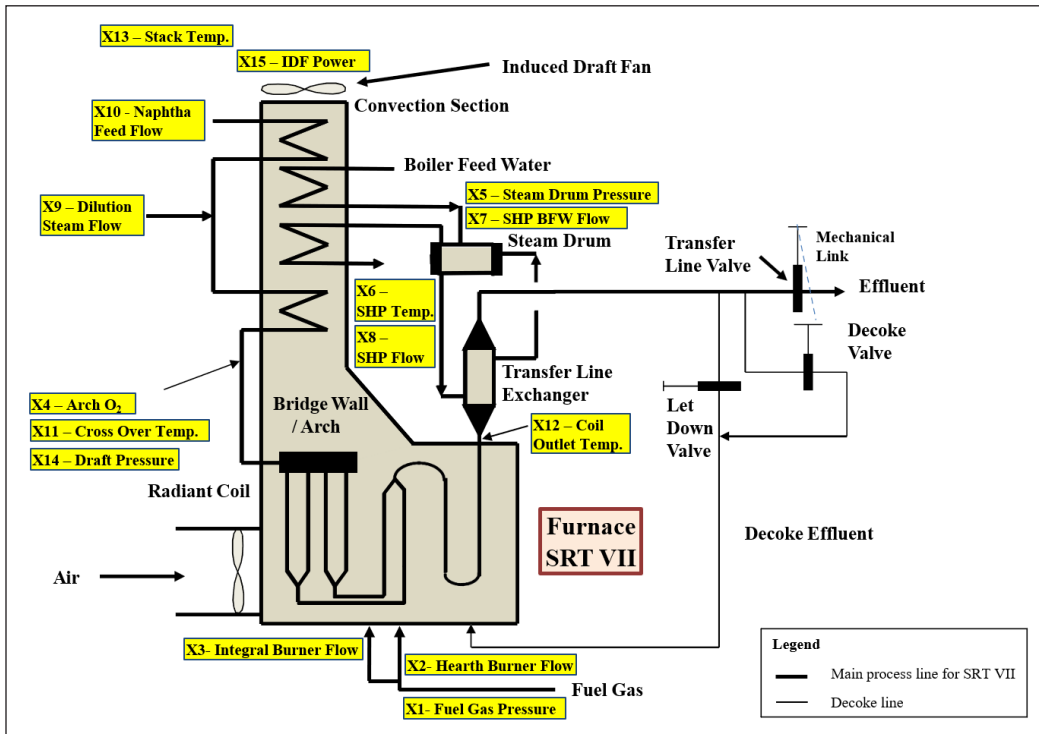 X13 – Stack Temp.
X15 – IDF Power
Induced Draft Fan
Convection Section
X10 - Naphtha
Feed Flow
Boiler Feed Water
X5 – Steam Drum Pressure
X7 – SHP BFW Flow
Steam Drum
X9 – Dilution
Steam Flow
Transfer
Line Valve
Mechanical
Link
Effluent
X6 –
SHP Temp.
X8 –
SHP Flow
Decoke
Valve
Transfer Line
Exchanger
X4 – Arch O₂
X11 – Cross Over Temp.
X14 – Draft Pressure
Bridge Wall
/ Arch
X12 – Coil
Outlet Temp.
Let
Down
Valve
Radiant Coil
Furnace
SRT VII
Decoke Effluent
Air
X3- Integral Burner Flow
X2- Hearth Burner Flow
Fuel Gas
X1- Fuel Gas Pressure
Legend
Main process line for SRT VII
Decoke line